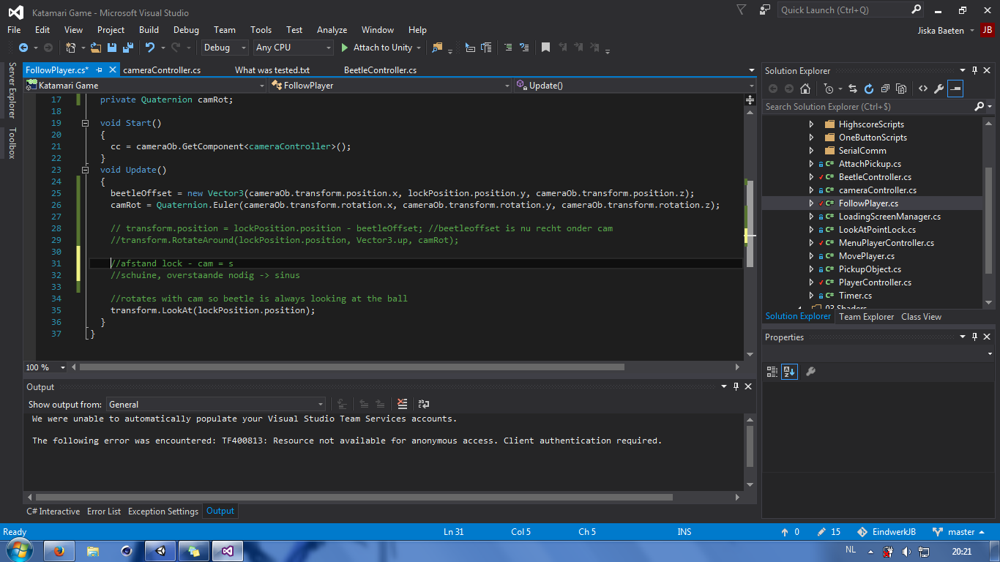 Katamari Game - Microsoft Visual Studio
Quick Launch (Ctrl+Q)
File Edit View Project Build Debug Team Tools Test Analyze Window Help
Jiska Baeten JB
Debug Any CPU Attach to Unity
Server Explorer
Toolbox
FollowPlayer.cs* cameraController.cs What was tested.txt BeetleController.cs
Katamari Game FollowPlayer Update()
17 private Quaternion camRot;
18
19 void Start()
20 {
21 cc = cameraOb.GetComponent<cameraController>();
22 }
23 void Update()
24 {
25 beetleOffset = new Vector3(cameraOb.transform.position.x, lockPosition.position.y, cameraOb.transform.position.z);
26 camRot = Quaternion.Euler(cameraOb.transform.rotation.x, cameraOb.transform.rotation.y, cameraOb.transform.rotation.z);
27
28 // transform.position = lockPosition.position - beetleOffset; //beetleoffset is nu recht onder cam
29 //transform.RotateAround(lockPosition.position, Vector3.up, camRot);
30
31 //afstand lock - cam = s
32 //schuine, overstaande nodig -> sinus
33
34 //rotates with cam so beetle is always looking at the ball
35 transform.LookAt(lockPosition.position);
36 }
37 }
100 %
Output
Show output from: General
We were unable to automatically populate your Visual Studio Team Services accounts.
The following error was encountered: TF400813: Resource not available for anonymous access. Client authentication required.
C# Interactive Error List Exception Settings Output
Solution Explorer
Search Solution Explorer (Ctrl+$)
HighscoreScripts
OneButtonScripts
SerialComm
C# AttachPickup.cs
C# BeetleController.cs
C# cameraController.cs
C# FollowPlayer.cs
C# LoadingScreenManager.cs
C# LookAtPointLock.cs
C# MenuPlayerController.cs
C# MovePlayer.cs
C# PickupObject.cs
C# PlayerController.cs
C# Timer.cs
03 Shaders
Solution Explorer Team Explorer Class View
Properties
Ready Ln 31 Col 5 Ch 5 INS 0 15 EindwerkJB master
NL 20:21